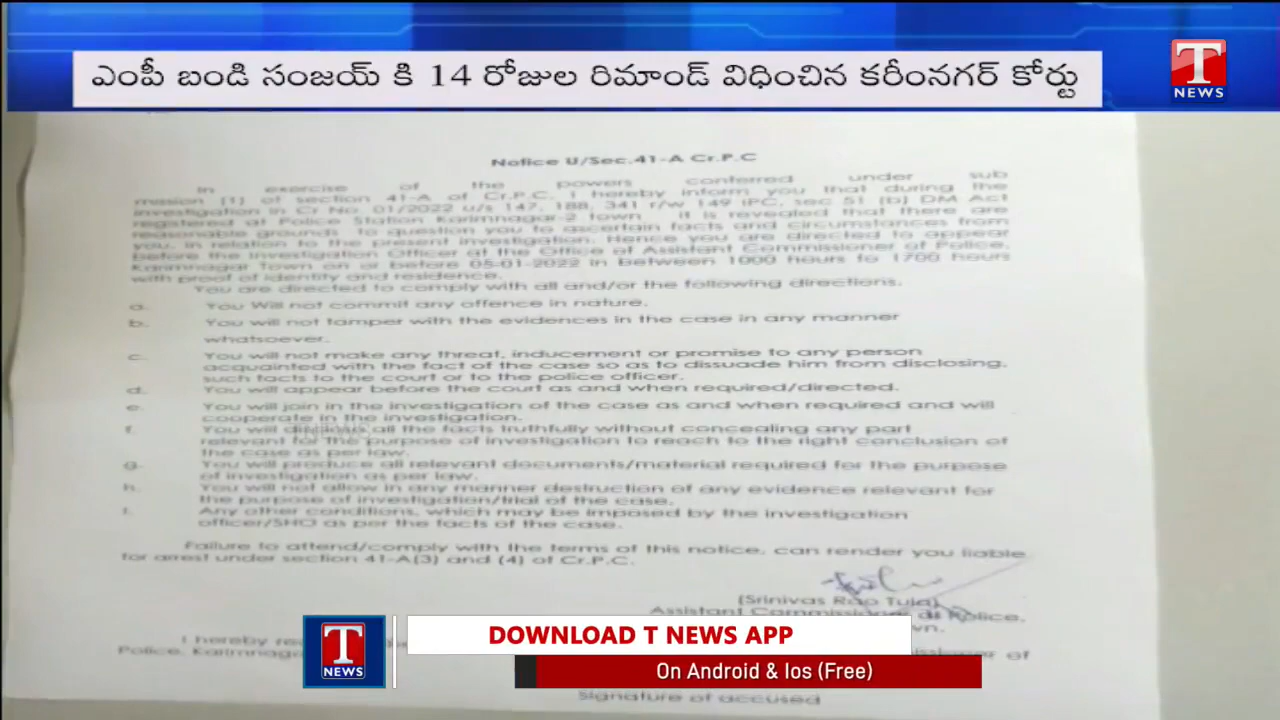 ఎంపీ బండి సంజయ్ కి 14 రోజుల రిమాండ్ విధించిన కరీంనగర్ కోర్టు
T
NEWS
Notice U/Sec.41-A Cr.P.C
In exercise of the powers conferred under sub
mission (1) of section 41-A of Cr.P.C, I hereby inform you that during the
investigation in Cr No. 01/2022 u/s 147, 188, 341 r/w 149 IPC, sec 51 (b) DM Act
registered at Police Station Karimnagar-2 town it is revealed that there are
reasonable grounds to question you to ascertain facts and circumstances from
you, in relation to the present investigation. Hence you are directed to appear
before the Investigation Officer at the Office of Assistant Commissioner of Police,
Karimnagar Town on or before 05-01-2022 in Between 1000 hours to 1700 hours
with proof of identity and residence.
You are directed to comply with all and/or the following directions.
a. You Will not commit any offence in nature.
b. You will not tamper with the evidences in the case in any manner
whatsoever.
c. You will not make any threat, inducement or promise to any person
acquainted with the fact of the case so as to dissuade him from disclosing,
such facts to the court or to the police officer.
d. You will appear before the court as and when required/directed.
e. You will join in the investigation of the case as and when required and will
cooperate in the investigation.
f. You will disclose all the facts truthfully without concealing any part
relevant for the purpose of investigation to reach to the right conclusion of
the case as per law.
g. You will produce all relevant documents/material required for the purpose
of investigation as per law.
h. You will not allow in any manner destruction of any evidence relevant for
the purpose of investigation/trial of the case.
i. Any other conditions, which may be imposed by the investigation
officer/SHO as per the facts of the case.
Failure to attend/comply with the terms of this notice, can render you liable
for arrest under section 41-A(3) and (4) of Cr.P.C.
(Srinivas Rao Tula)
Assistant Commissioner of Police,
I hereby
Police, of
Signature of accused
T
NEWS
DOWNLOAD T NEWS APP
On Android & Ios (Free)